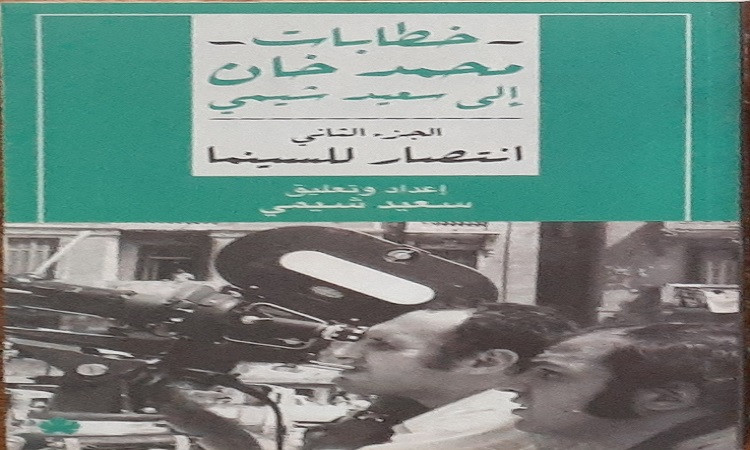 خطابات
محمد خان
إلى سعيد شيمي
الجزء الثاني
انتصار للسينما
إعداد وتعليق
سعيد شيمي